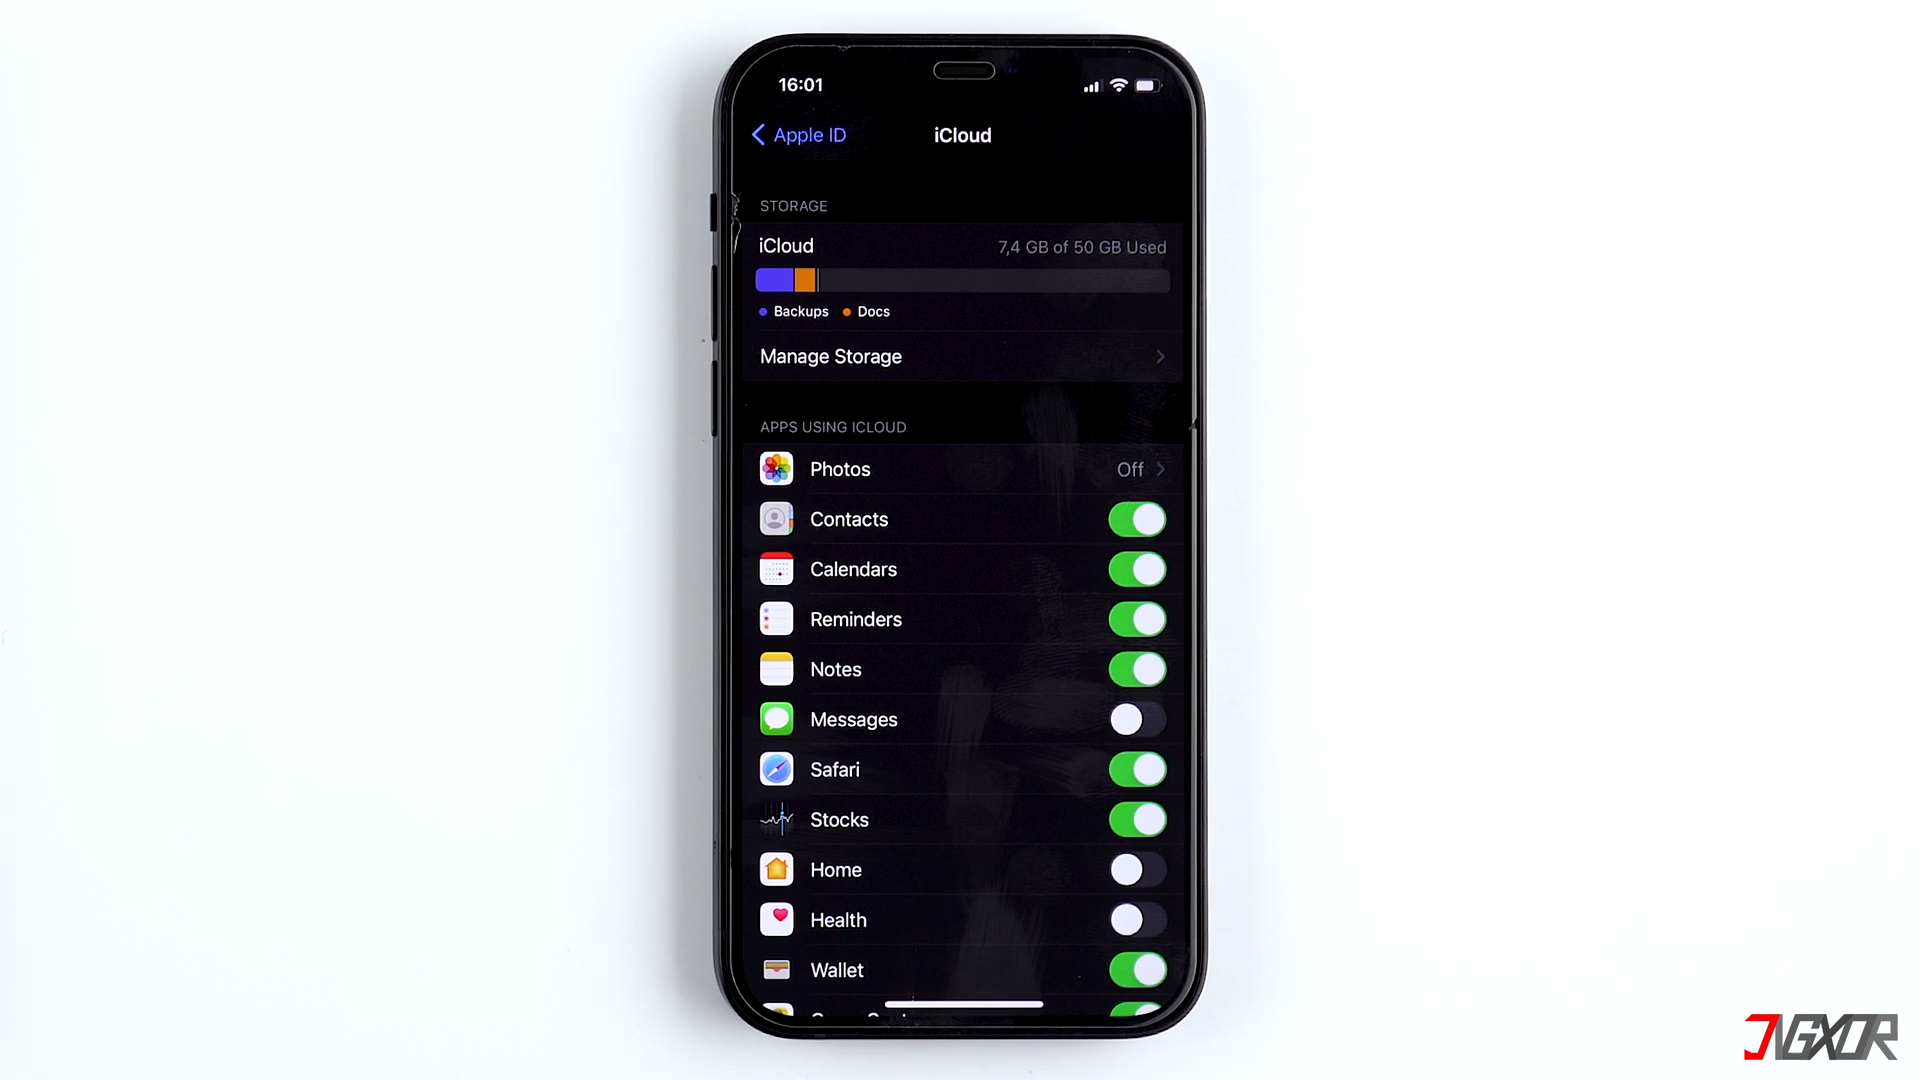 16:01
Apple ID
iCloud
STORAGE
iCloud
7,4 GB of 50 GB Used
Backups
Docs
Manage Storage
APPS USING ICLOUD
Photos
Off
Contacts
Calendars
Reminders
Notes
Messages
Safari
Stocks
Home
Health
Wallet
JVGXOR